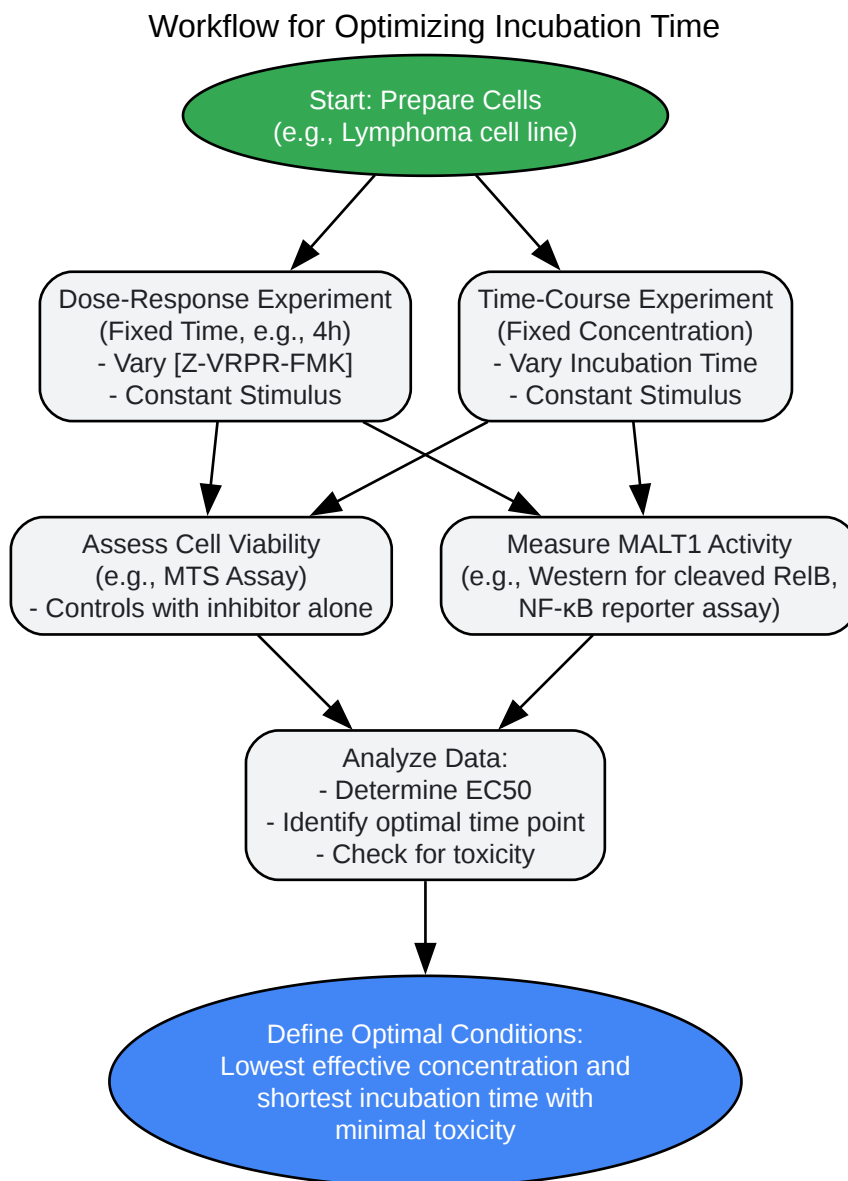 Workflow for Optimizing Incubation Time
Start: Prepare Cells
(e.g., Lymphoma cell line)
Dose-Response Experiment
(Fixed Time, e.g., 4h)
- Vary [Z-VRPR-FMK]
- Constant Stimulus
Time-Course Experiment
(Fixed Concentration)
- Vary Incubation Time
- Constant Stimulus
Assess Cell Viability
(e.g., MTS Assay)
- Controls with inhibitor alone
Measure MALT1 Activity
(e.g., Western for cleaved RelB,
NF-κB reporter assay)
Analyze Data:
- Determine EC50
- Identify optimal time point
- Check for toxicity
Define Optimal Conditions:
Lowest effective concentration and
shortest incubation time with
minimal toxicity